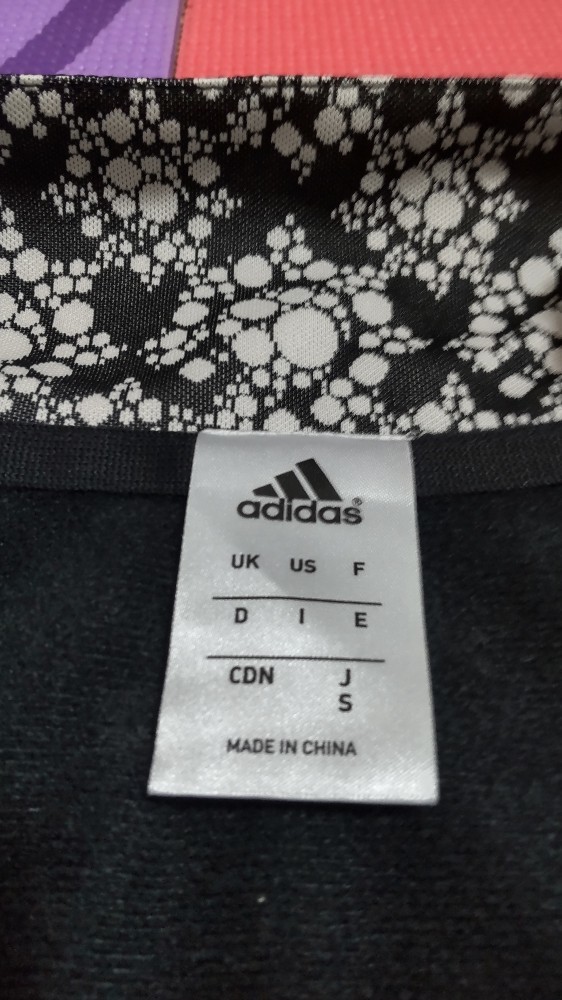 adidas®
UK US F
D I E
CDN J
S
MADE IN CHINA